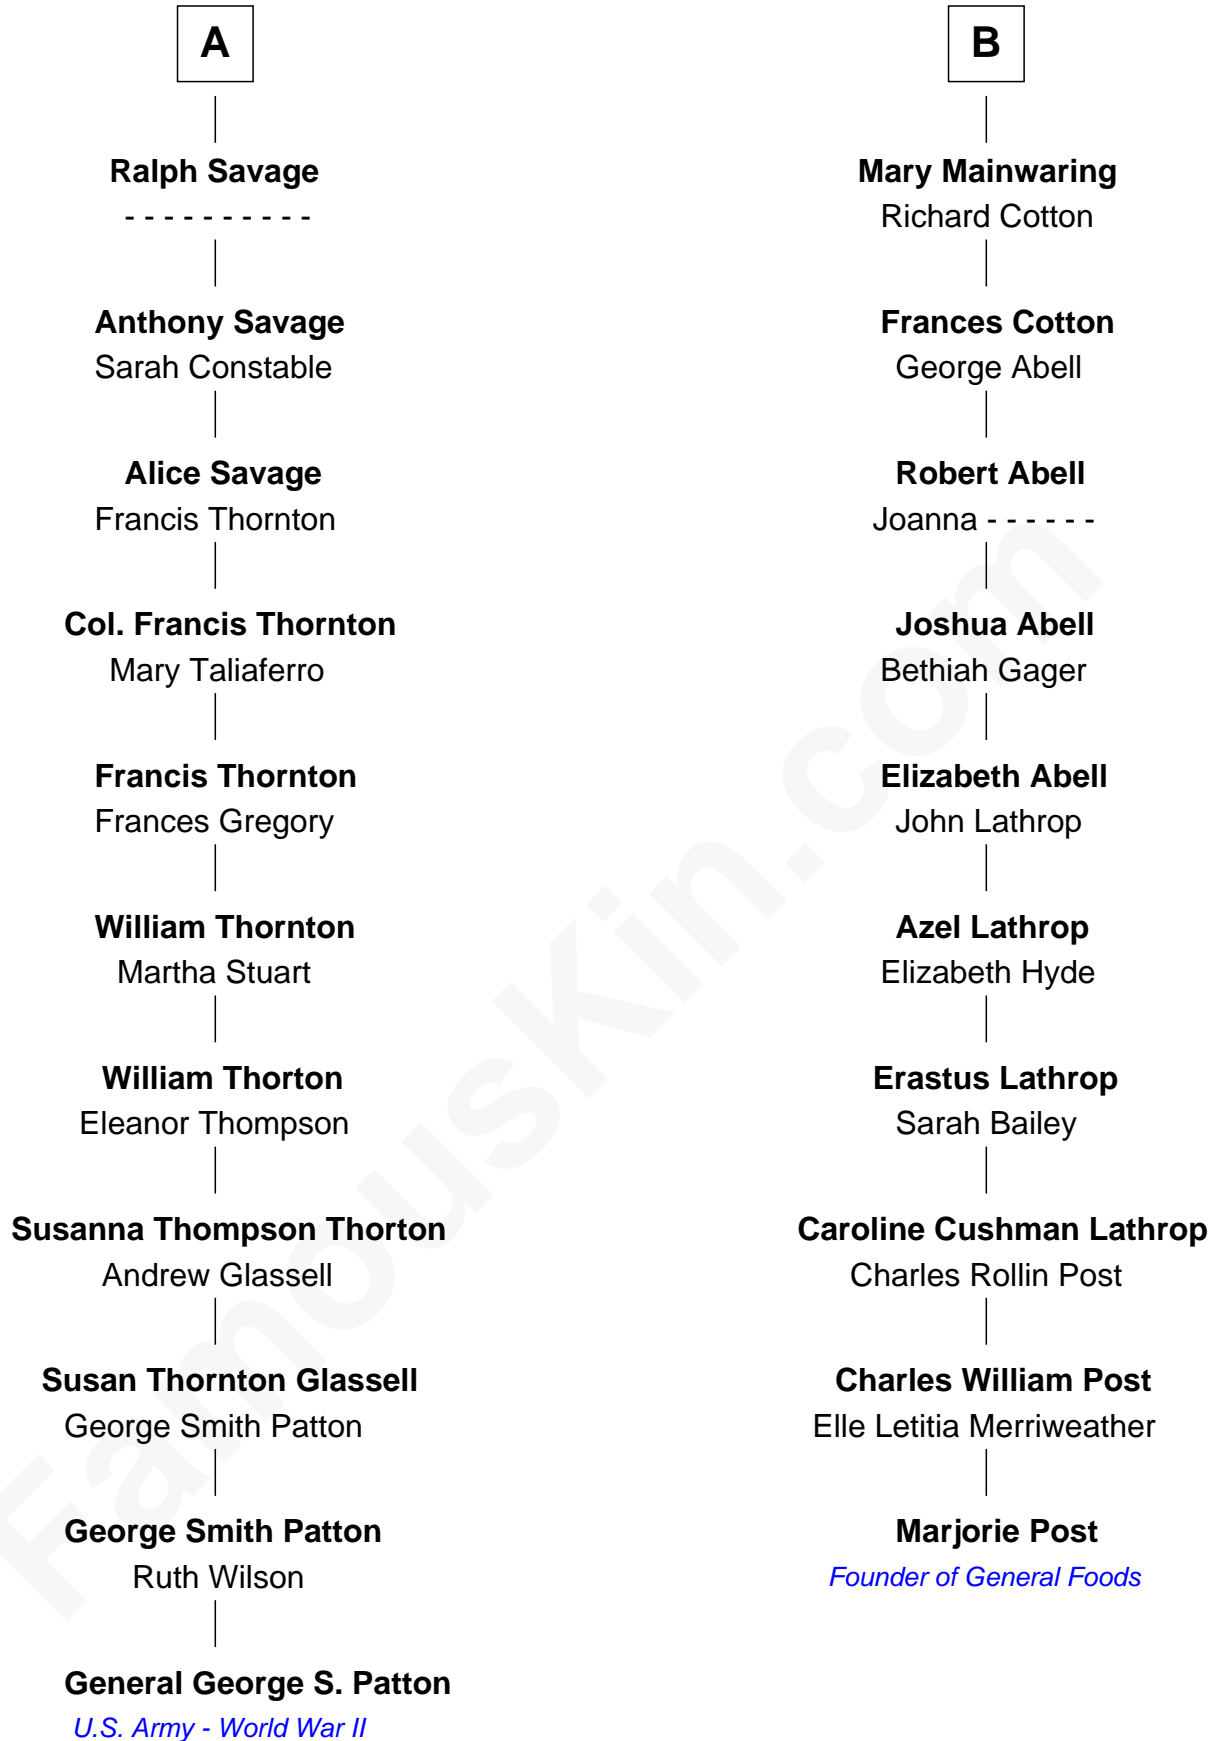 A
Ralph Savage
- - - - - - - - - -
Anthony Savage
Sarah Constable
Alice Savage
Francis Thornton
Col. Francis Thornton
Mary Taliaferro
Francis Thornton
Frances Gregory
William Thornton
Martha Stuart
William Thorton
Eleanor Thompson
Susanna Thompson Thorton
Andrew Glassell
Susan Thornton Glassell
George Smith Patton
George Smith Patton
Ruth Wilson
General George S. Patton
U.S. Army - World War II
B
Mary Mainwaring
Richard Cotton
Frances Cotton
George Abell
Robert Abell
Joanna - - - - - -
Joshua Abell
Bethiah Gager
Elizabeth Abell
John Lathrop
Azel Lathrop
Elizabeth Hyde
Erastus Lathrop
Sarah Bailey
Caroline Cushman Lathrop
Charles Rollin Post
Charles William Post
Elle Letitia Merriweather
Marjorie Post
Founder of General Foods
FamousKin.com